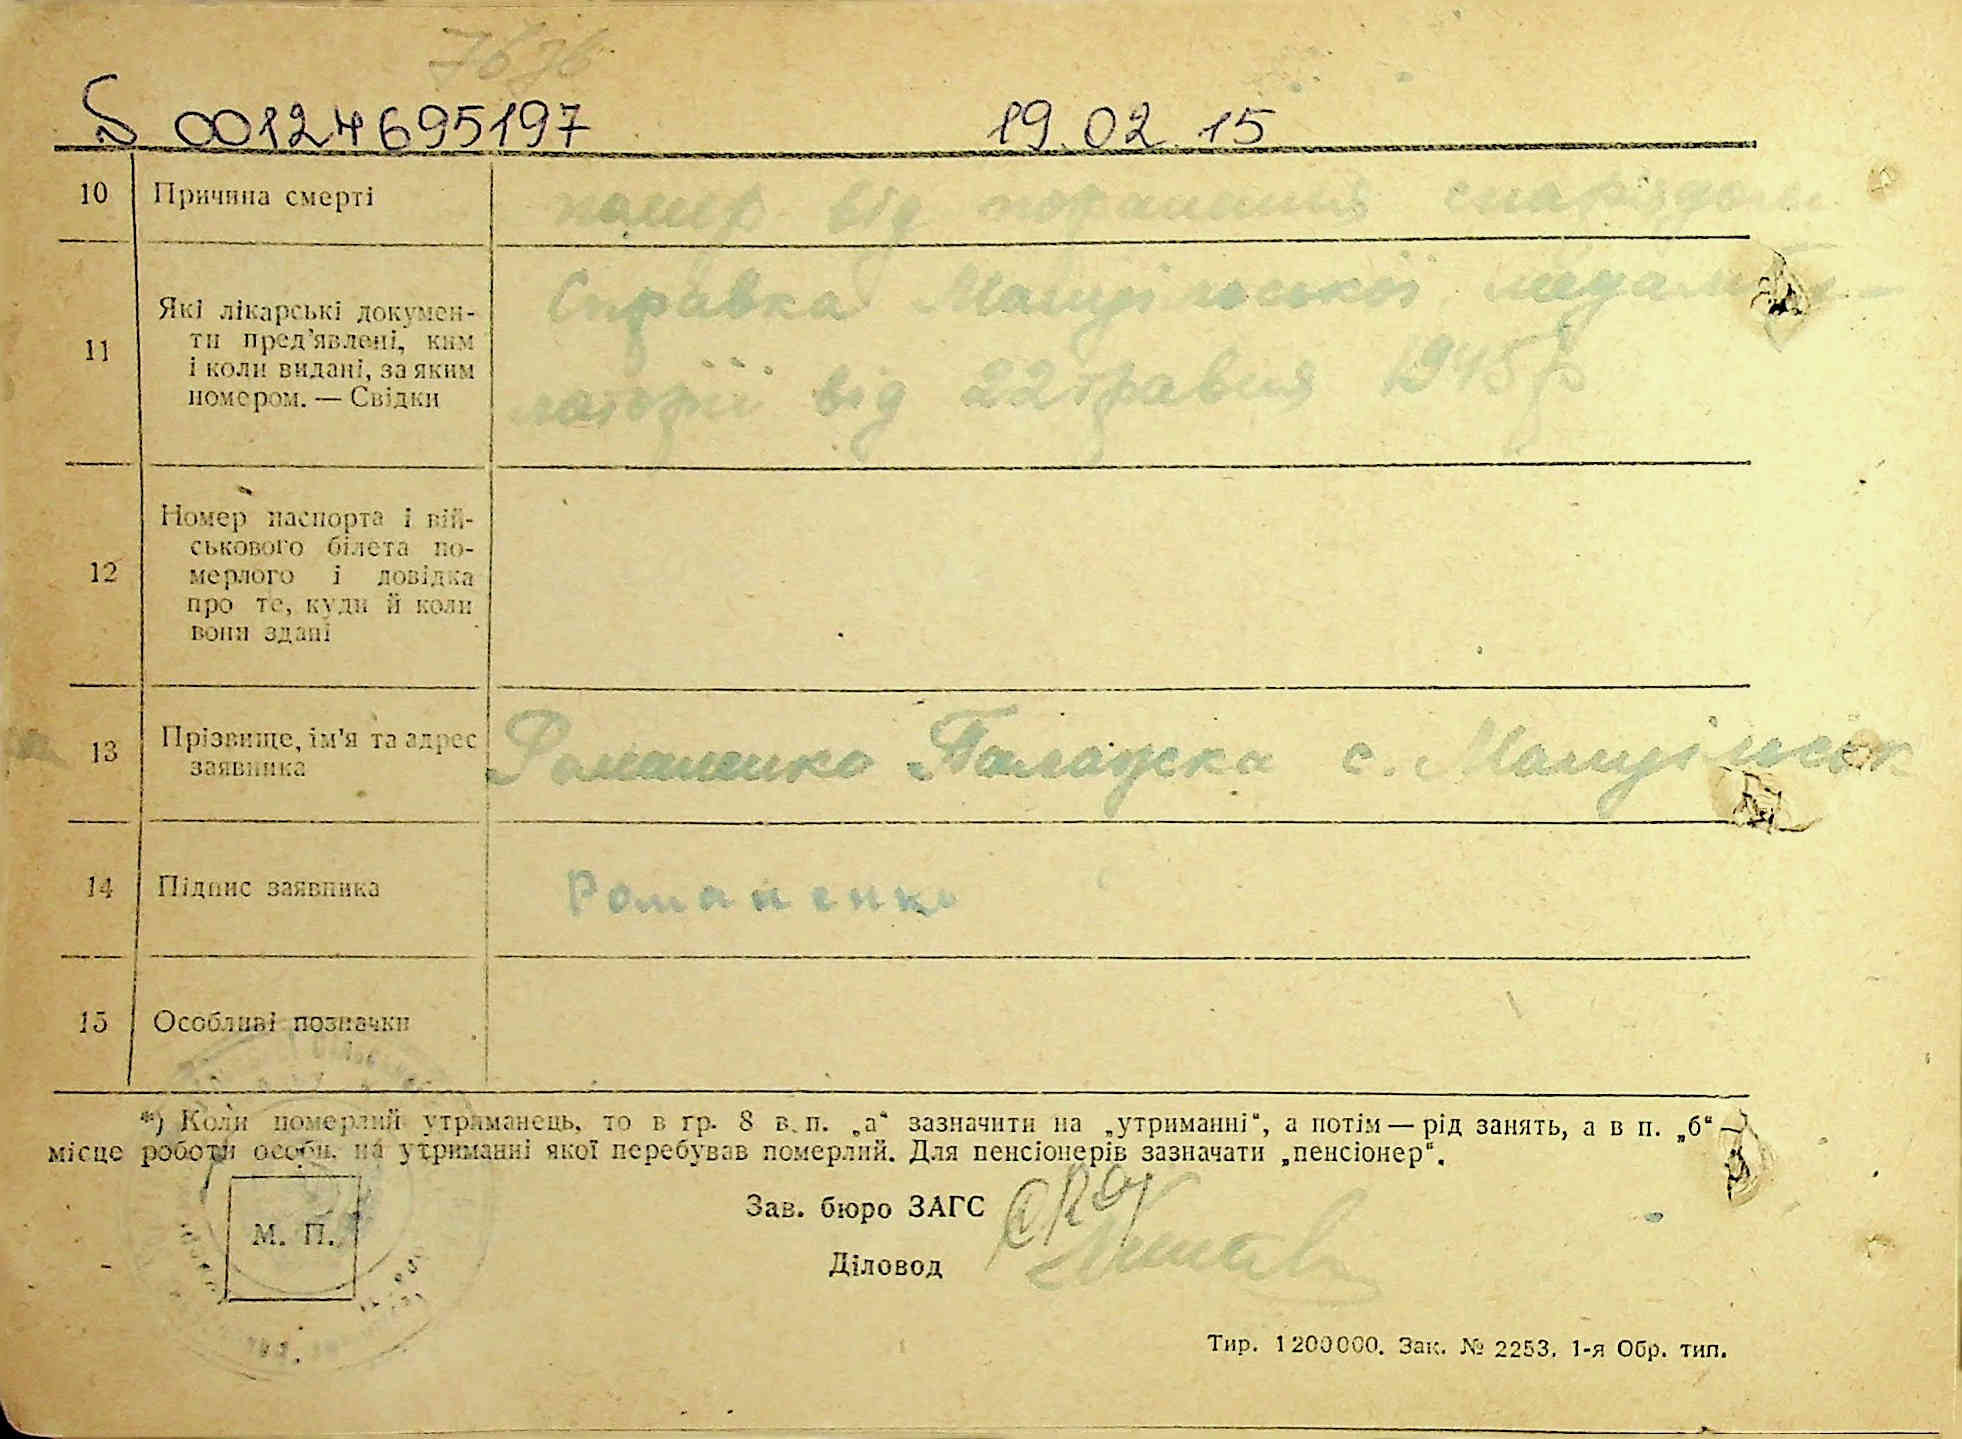 S 00124695197 19.02.15
10 Причина смерті помер від поранення снарядом
11 Які лікарські докумен-
ти пред'явлені, ким
і коли видані, за яким
номером. — Свідки
Справка
від 22 травня 1945 р
12 Номер паспорта і вій-
ськового білета по-
мерлого і довідка
про те, куди й коли
вони здані
13 Прізвище, ім'я та адрес
заявника
Романенко Палажка с.
14 Підпис заявника Романенко
15 Особливі позначки
*) Коли померлий утриманець, то в гр. 8 в. п. „а“ зазначити на „утриманні“, а потім — рід занять, а в п. „б“ —
місце роботи особи, на утриманні якої перебував померлий. Для пенсіонерів зазначати „пенсіонер“.
Зав. бюро ЗАГС
М. П.
Діловод
Тир. 1200000. Зак. № 2253. 1-я Обр. тип.